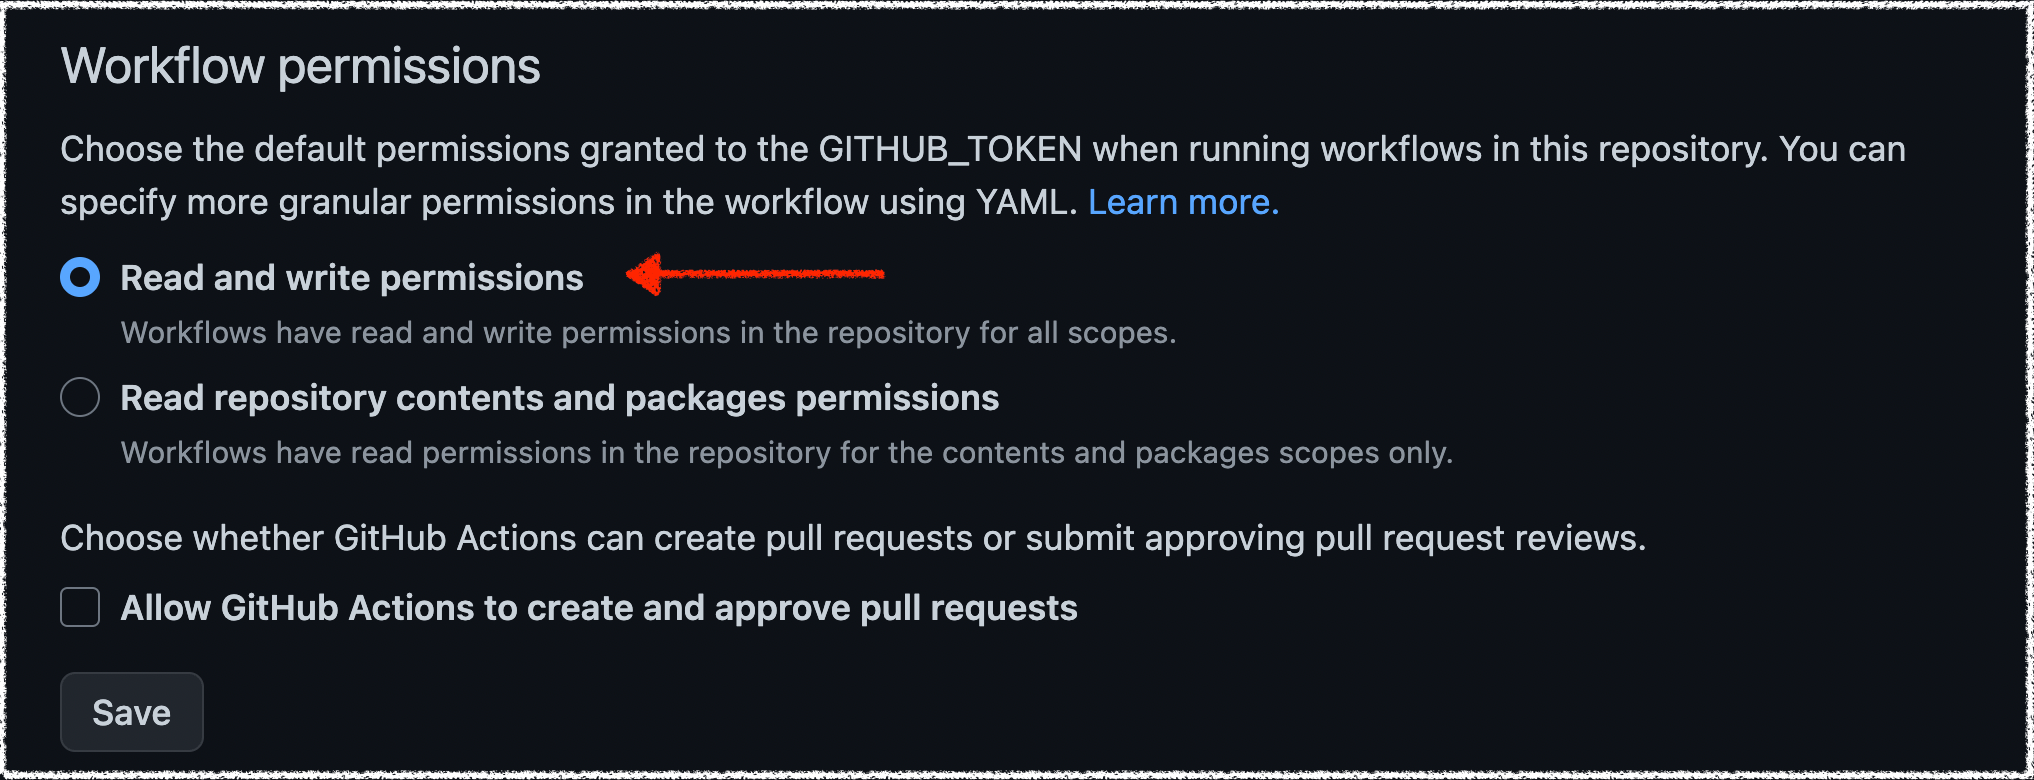 Workflow permissions
Choose the default permissions granted to the GITHUB_TOKEN when running workflows in this repository. You can
specify more granular permissions in the workflow using YAML. Learn more.
Read and write permissions
Workflows have read and write permissions in the repository for all scopes.
Read repository contents and packages permissions
Workflows have read permissions in the repository for the contents and packages scopes only.
Choose whether GitHub Actions can create pull requests or submit approving pull request reviews.
Allow GitHub Actions to create and approve pull requests
Save